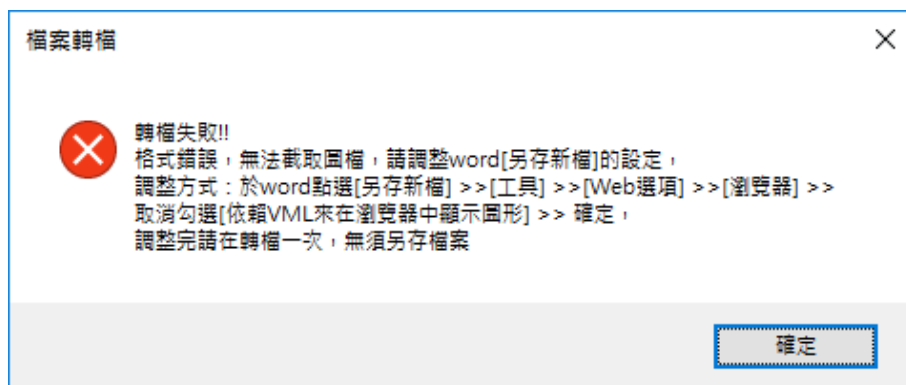 檔案轉檔
轉檔失敗!!
格式錯誤，無法截取圖檔，請調整word[另存新檔]的設定，
調整方式：於word點選[另存新檔] >>[工具] >>[Web選項] >>[瀏覽器] >>
取消勾選[依賴VML來在瀏覽器中顯示圖形] >> 確定，
調整完請在轉檔一次，無須另存檔案
確定